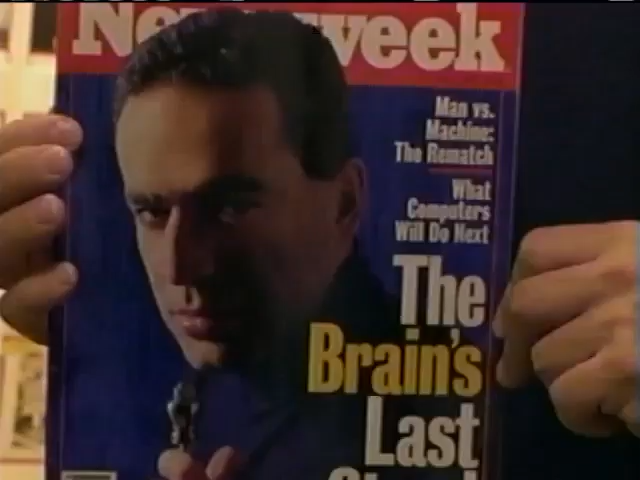 Newsweek
Man vs.
Machine:
The Rematch
What
Computers
Will Do Next
The
Brain's
Last